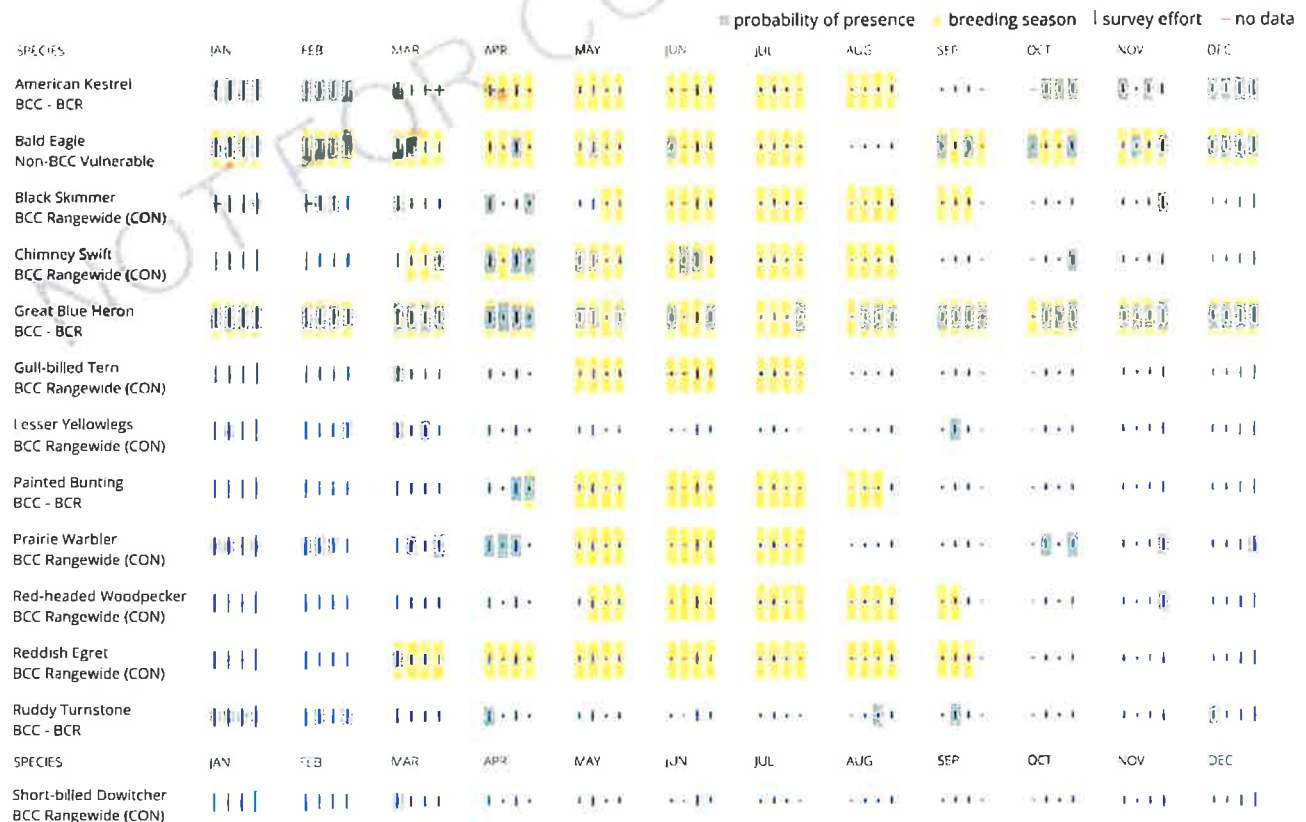 NOT FOR CO
probability of presence breeding season survey effort no data
SPECIES JAN FEB MAR APR MAY JUN JUL AUG SEP OCT NOV DEC
American Kestrel
BCC - BCR
Bald Eagle
Non-BCC Vulnerable
Black Skimmer
BCC Rangewide (CON)
Chimney Swift
BCC Rangewide (CON)
Great Blue Heron
BCC - BCR
Gull-billed Tern
BCC Rangewide (CON)
Lesser Yellowlegs
BCC Rangewide (CON)
Painted Bunting
BCC - BCR
Prairie Warbler
BCC Rangewide (CON)
Red-headed Woodpecker
BCC Rangewide (CON)
Reddish Egret
BCC Rangewide (CON)
Ruddy Turnstone
BCC - BCR
SPECIES JAN FEB MAR APR MAY JUN JUL AUG SEP OCT NOV DEC
Short-billed Dowitcher
BCC Rangewide (CON)